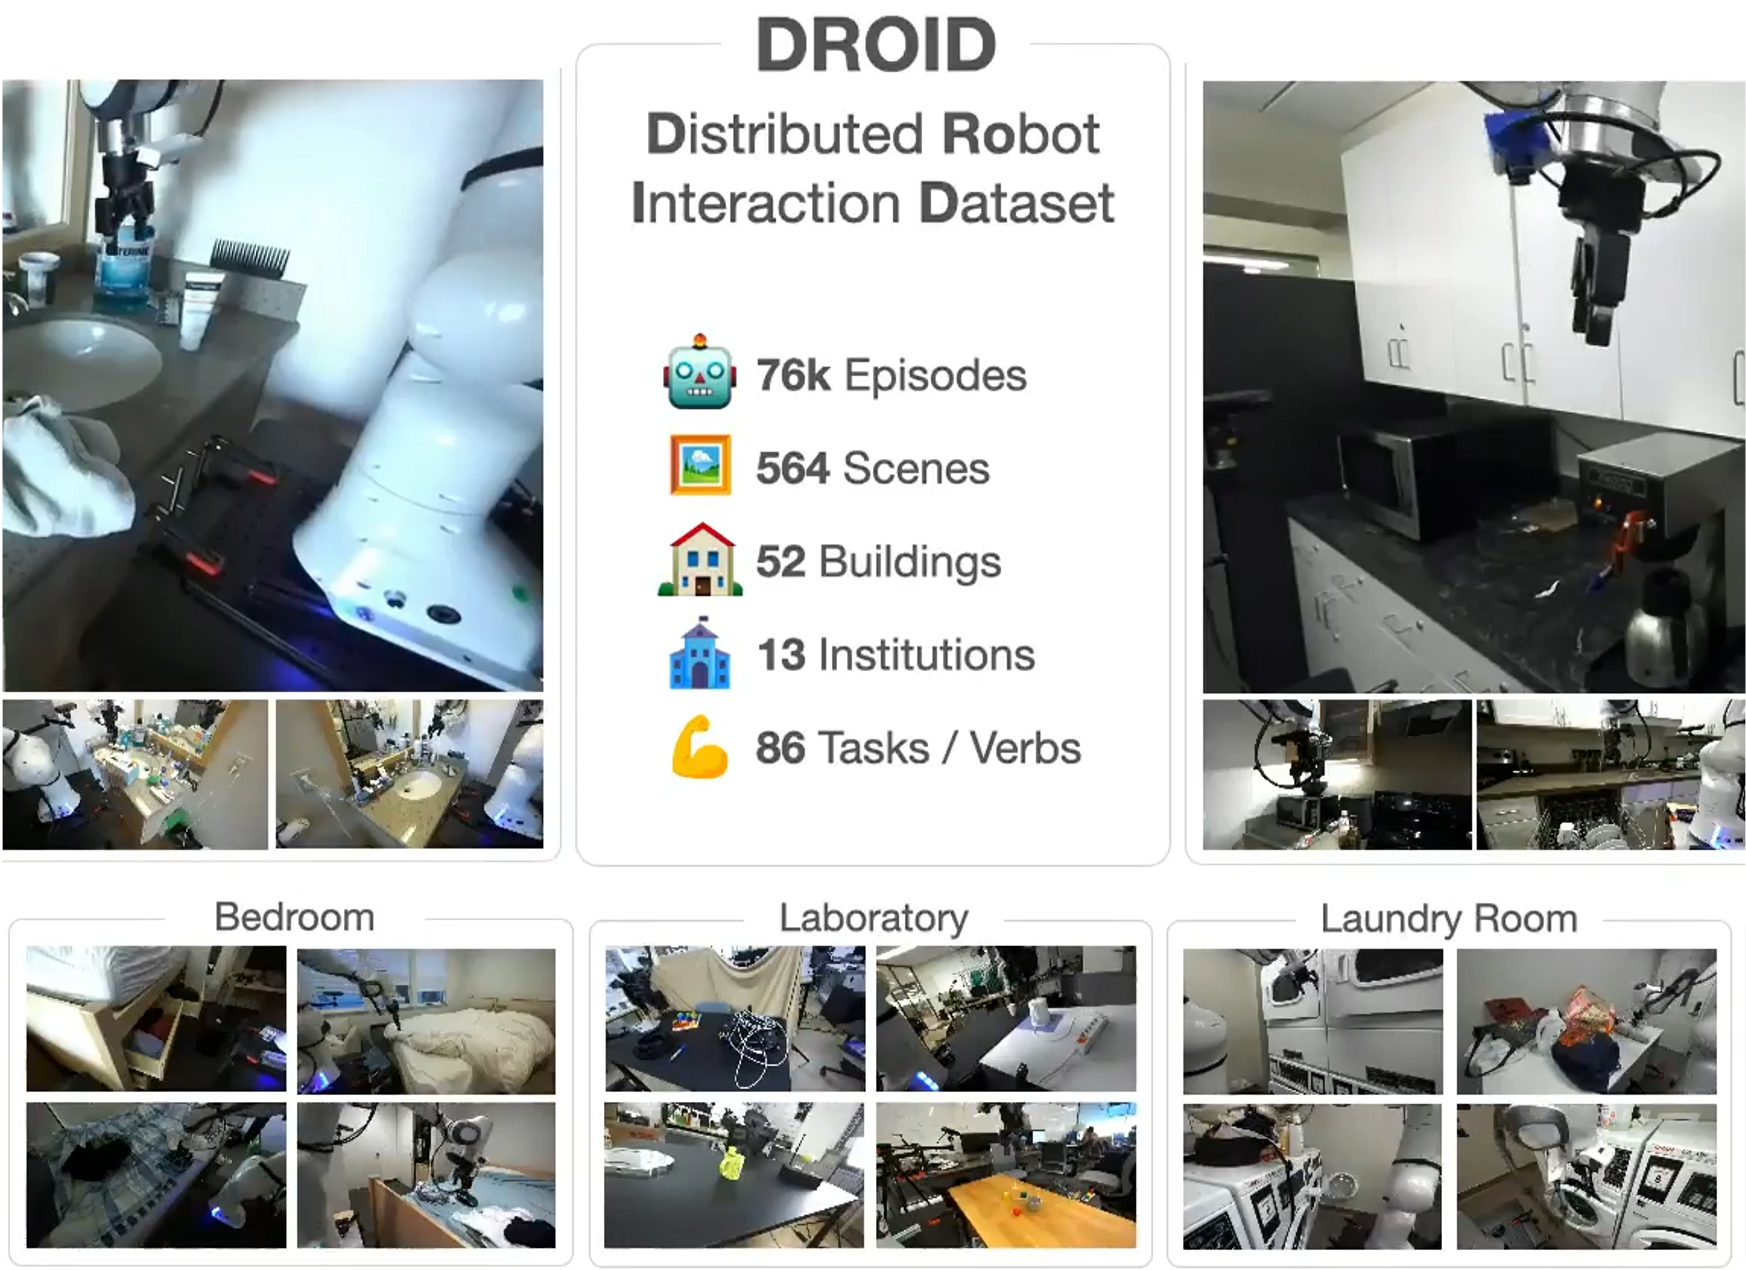 DROID
Distributed Robot
Interaction Dataset
76k Episodes
564 Scenes
52 Buildings
13 Institutions
86 Tasks / Verbs
Bedroom
Laboratory
Laundry Room